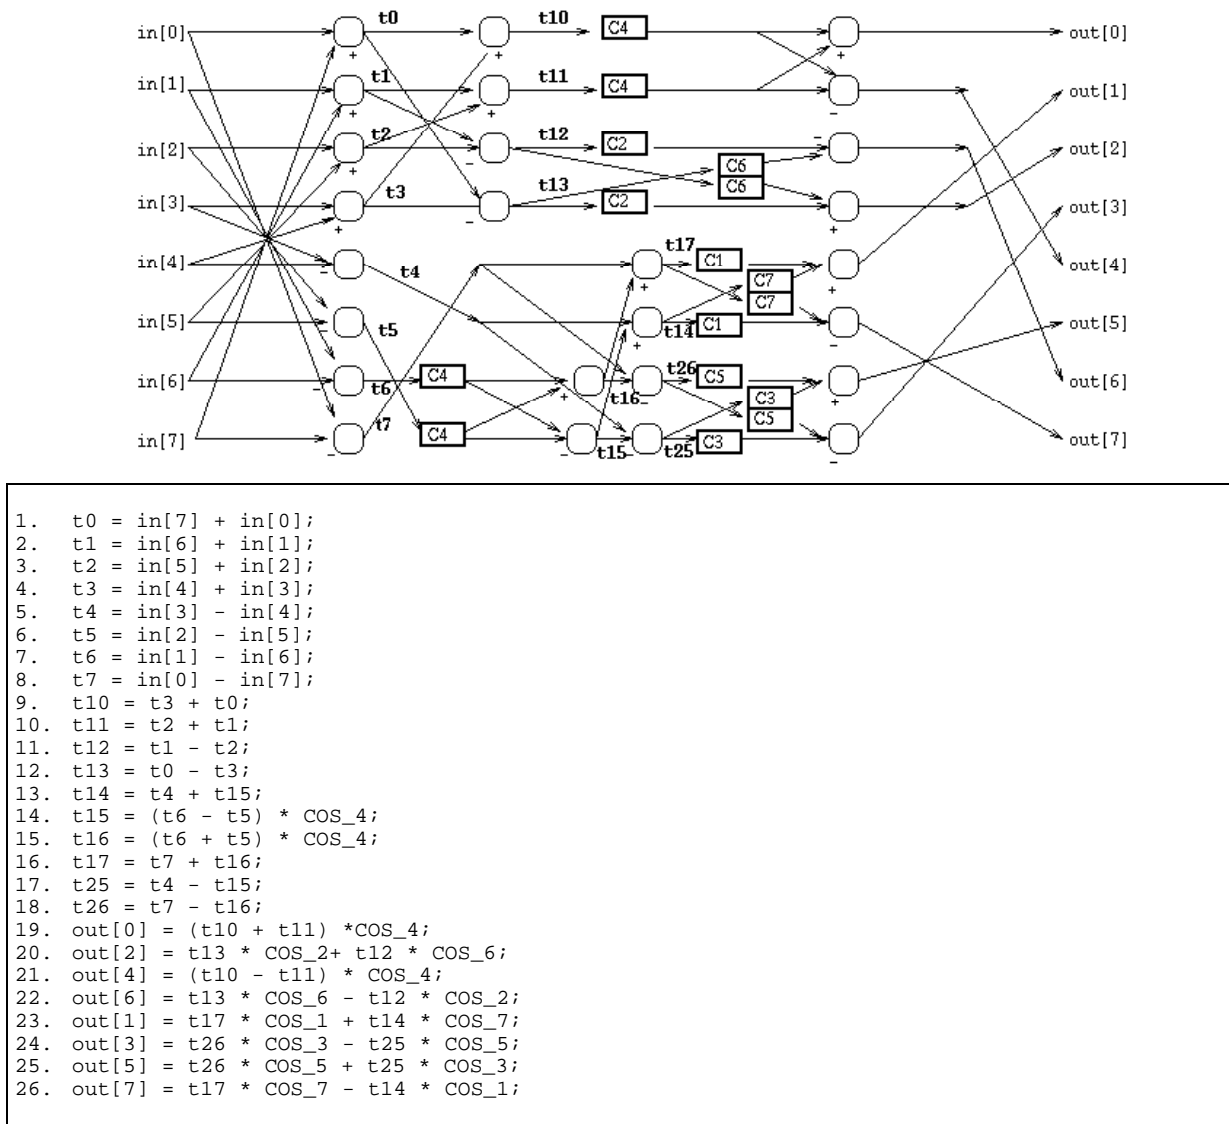 t0 t10 C4
in[0] out[0]
+ + +
in[1] t1 t11 C4 out[1]
+ + -
in[2] t2 t12 C2 - out[2]
+ - C6
C6
in[3] t3 t13 C2 out[3]
+ - +
t17 C1
in[4] - t4 C7 out[4]
+ C7 +
in[5] - t5 t14 C1 out[5]
+ -
t26 C5
in[6] - t6 C4 + t16 - C3 + out[6]
C5
in[7] t7 C4 out[7]
- - t15 - t25 C3 -
1. t0 = in[7] + in[0];
2. t1 = in[6] + in[1];
3. t2 = in[5] + in[2];
4. t3 = in[4] + in[3];
5. t4 = in[3] - in[4];
6. t5 = in[2] - in[5];
7. t6 = in[1] - in[6];
8. t7 = in[0] - in[7];
9. t10 = t3 + t0;
10. t11 = t2 + t1;
11. t12 = t1 - t2;
12. t13 = t0 - t3;
13. t14 = t4 + t15;
14. t15 = (t6 - t5) * COS_4;
15. t16 = (t6 + t5) * COS_4;
16. t17 = t7 + t16;
17. t25 = t4 - t15;
18. t26 = t7 - t16;
19. out[0] = (t10 + t11) *COS_4;
20. out[2] = t13 * COS_2+ t12 * COS_6;
21. out[4] = (t10 - t11) * COS_4;
22. out[6] = t13 * COS_6 - t12 * COS_2;
23. out[1] = t17 * COS_1 + t14 * COS_7;
24. out[3] = t26 * COS_3 - t25 * COS_5;
25. out[5] = t26 * COS_5 + t25 * COS_3;
26. out[7] = t17 * COS_7 - t14 * COS_1;